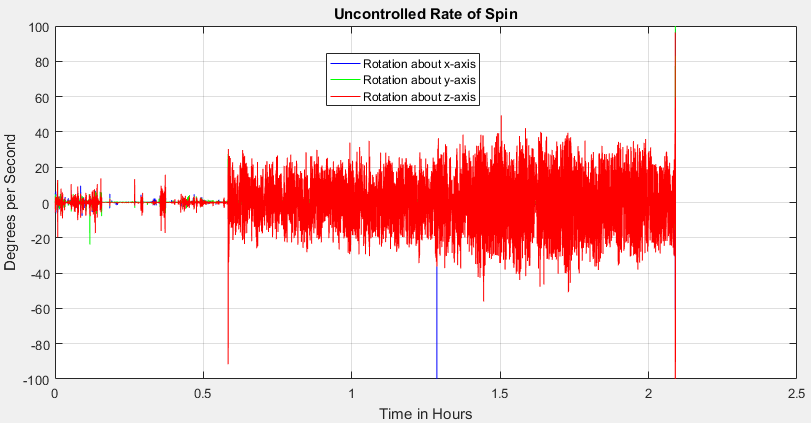 Uncontrolled Rate of Spin
Rotation about x-axis
Rotation about y-axis
Rotation about z-axis
100
80
60
40
20
0
-20
-40
-60
-80
-100
Degrees per Second
0
0.5
1
1.5
2
2.5
Time in Hours